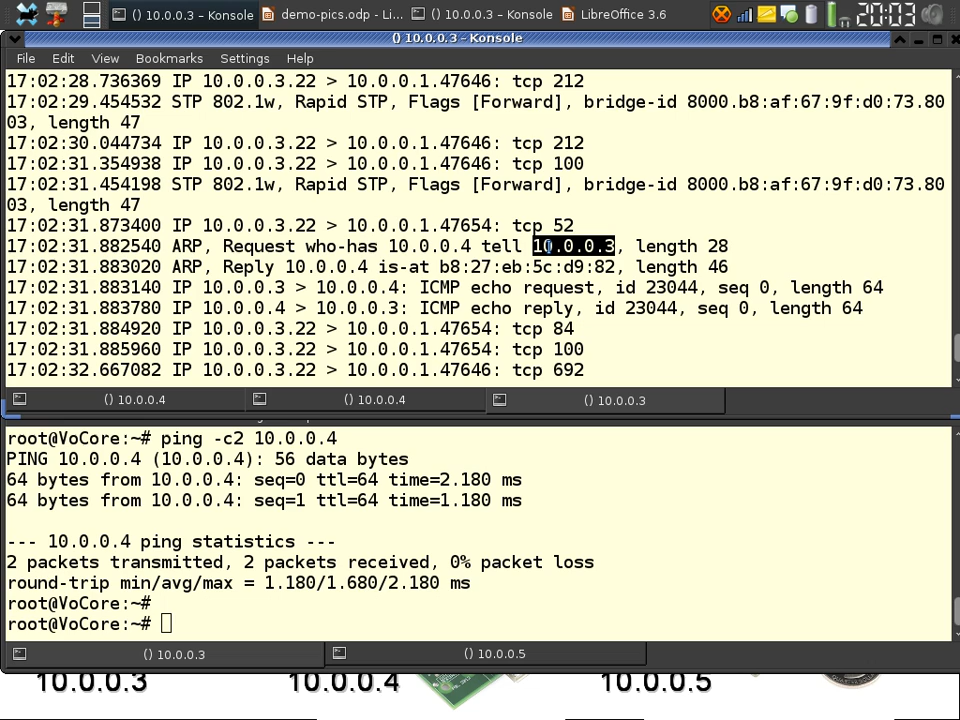 () 10.0.0.3 – Konsole
demo-pics.odp - Li...
() 10.0.0.3 – Konsole
LibreOffice 3.6
20:03
() 10.0.0.3 – Konsole
File Edit View Bookmarks Settings Help
17:02:28.736369 IP 10.0.0.3.22 > 10.0.0.1.47646: tcp 212
17:02:29.454532 STP 802.1w, Rapid STP, Flags [Forward], bridge-id 8000.b8:af:67:9f:d0:73.80
03, length 47
17:02:30.044734 IP 10.0.0.3.22 > 10.0.0.1.47646: tcp 212
17:02:31.354938 IP 10.0.0.3.22 > 10.0.0.1.47646: tcp 100
17:02:31.454198 STP 802.1w, Rapid STP, Flags [Forward], bridge-id 8000.b8:af:67:9f:d0:73.80
03, length 47
17:02:31.873400 IP 10.0.0.3.22 > 10.0.0.1.47654: tcp 52
17:02:31.882540 ARP, Request who-has 10.0.0.4 tell 10.0.0.3, length 28
17:02:31.883020 ARP, Reply 10.0.0.4 is-at b8:27:eb:5c:d9:82, length 46
17:02:31.883140 IP 10.0.0.3 > 10.0.0.4: ICMP echo request, id 23044, seq 0, length 64
17:02:31.883780 IP 10.0.0.4 > 10.0.0.3: ICMP echo reply, id 23044, seq 0, length 64
17:02:31.884920 IP 10.0.0.3.22 > 10.0.0.1.47654: tcp 84
17:02:31.885960 IP 10.0.0.3.22 > 10.0.0.1.47654: tcp 100
17:02:32.667082 IP 10.0.0.3.22 > 10.0.0.1.47646: tcp 692
() 10.0.0.4
() 10.0.0.4
() 10.0.0.3
root@VoCore:~# ping -c2 10.0.0.4
PING 10.0.0.4 (10.0.0.4): 56 data bytes
64 bytes from 10.0.0.4: seq=0 ttl=64 time=2.180 ms
64 bytes from 10.0.0.4: seq=1 ttl=64 time=1.180 ms
--- 10.0.0.4 ping statistics ---
2 packets transmitted, 2 packets received, 0% packet loss
round-trip min/avg/max = 1.180/1.680/2.180 ms
root@VoCore:~#
root@VoCore:~#
() 10.0.0.3
() 10.0.0.5
10.0.0.3
10.0.0.4
10.0.0.5